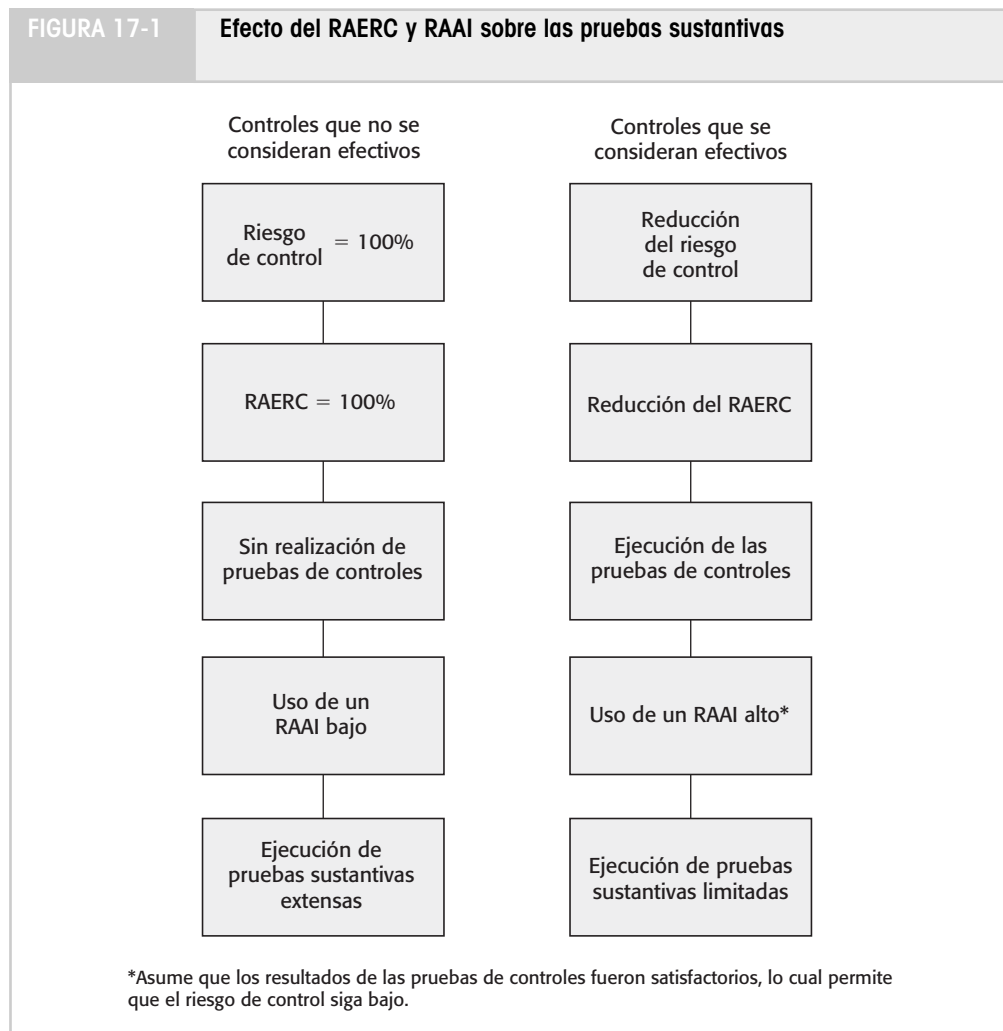 FIGURA 17-1
Efecto del RAERC y RAAI sobre las pruebas sustantivas
Controles que no se
consideran efectivos
Riesgo
de control = 100%
RAERC = 100%
Sin realización de
pruebas de controles
Uso de un
RAAI bajo
Ejecución de
pruebas sustantivas
extensas
Controles que se
consideran efectivos
Reducción
del riesgo
de control
Reducción del RAERC
Ejecución de las
pruebas de controles
Uso de un RAAI alto*
Ejecución de pruebas
sustantivas limitadas
*Asume que los resultados de las pruebas de controles fueron satisfactorios, lo cual permite
que el riesgo de control siga bajo.